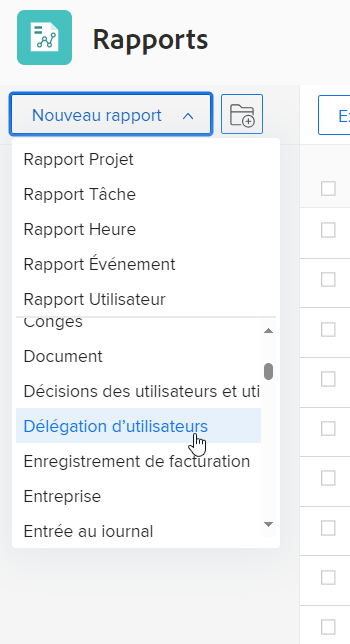 Rapports
Nouveau rapport
E
Rapport Projet
Rapport Tâche
Rapport Heure
Rapport Événement
Rapport Utilisateur
Congés
Document
Décisions des utilisateurs et uti
Délégation d’utilisateurs
Enregistrement de facturation
Entreprise
Entrée au journal